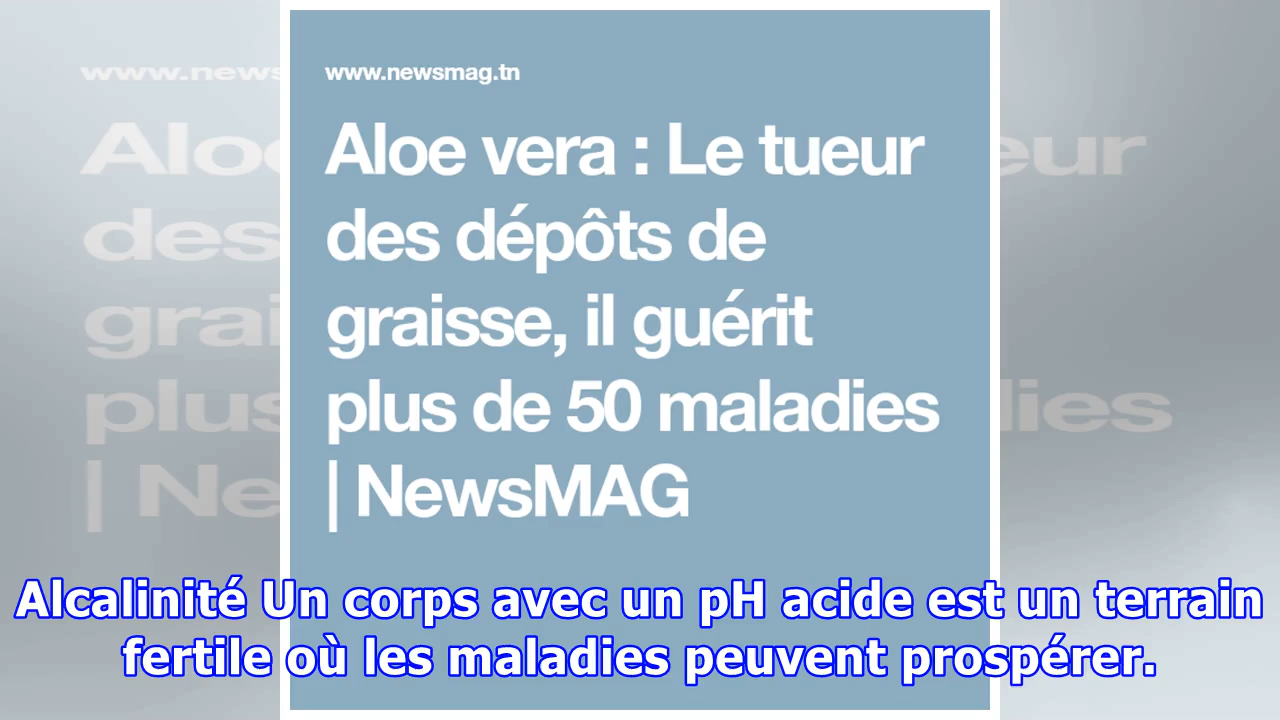 www.newsmag.tn
Aloe vera : Le tueur
des dépôts de
graisse, il guérit
plus de 50 maladies
| NewsMAG
Alcalinité Un corps avec un pH acide est un terrain
fertile où les maladies peuvent prospérer.